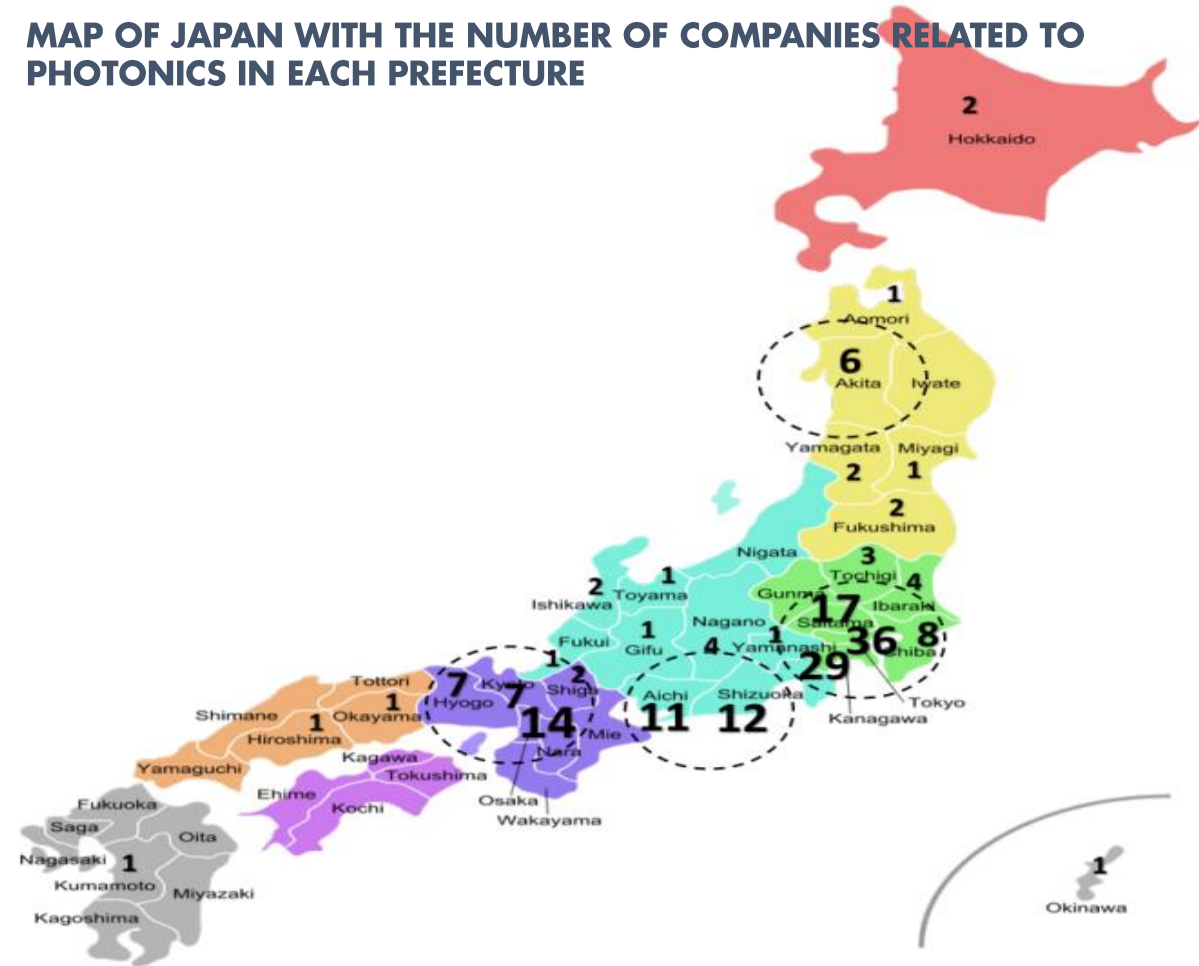 MAP OF JAPAN WITH THE NUMBER OF COMPANIES RELATED TO
PHOTONICS IN EACH PREFECTURE
2
Hokkaido
1
Aomori
6
Akita
Iwate
Yamagata
Miyagi
2
1
2
Fukushima
Nigata
3
Tochigi
4
Gunma
17
Ibaraki
Saitama
36
8
Chiba
29
Tokyo
Kanagawa
2
Ishikawa
1
Toyama
Fukui
1
1
Gifu
Nagano
4
1
Yamanashi
Aichi
11
Shizuoka
12
7
Hyogo
Kyoto
7
2
Shiga
14
Mie
Nara
Osaka
Wakayama
Tottori
1
Okayama
Shimane
1
Hiroshima
Yamaguchi
Kagawa
Tokushima
Ehime
Kochi
Fukuoka
Saga
Oita
Nagasaki
1
Kumamoto
Miyazaki
Kagoshima
1
Okinawa